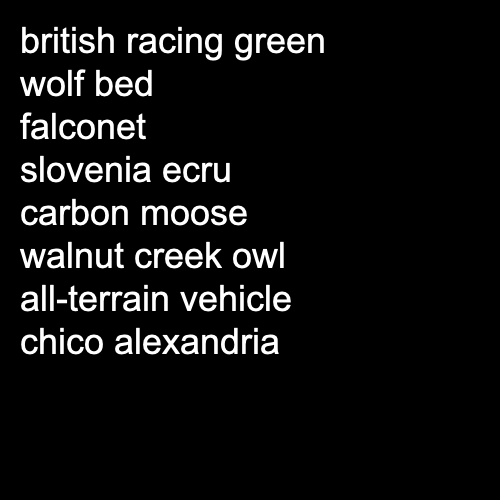 british racing green
wolf bed
falconet
slovenia ecru
carbon moose
walnut creek owl
all-terrain vehicle
chico alexandria